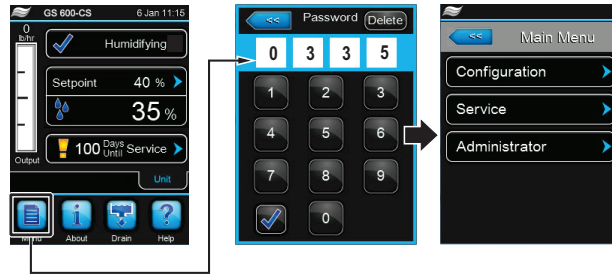 GS 600-CS 6 Jan 11:15
0
lb/hr
Humidifying
Setpoint 40 %
35 %
100 Days Until Service
Output
Unit
Menu About Drain Help
<< Password Delete
0 3 3 5
1 2 3
4 5 6
7 8 9
0
<< Main Menu
Configuration
Service
Administrator